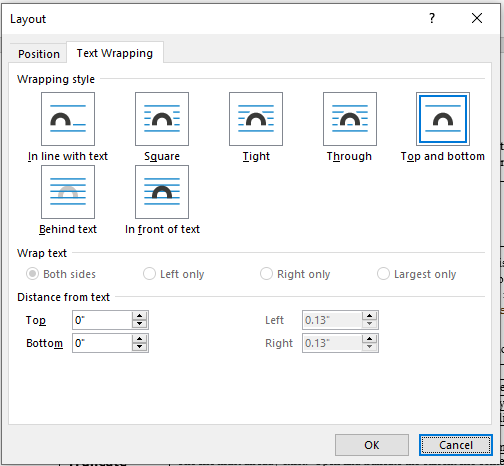 Layout ?
Position Text Wrapping
Wrapping style
In line with text Square Tight Through Top and bottom
Behind text In front of text
Wrap text
Both sides Left only Right only Largest only
Distance from text
Top 0" Left 0.13"
Bottom 0" Right 0.13"
OK Cancel